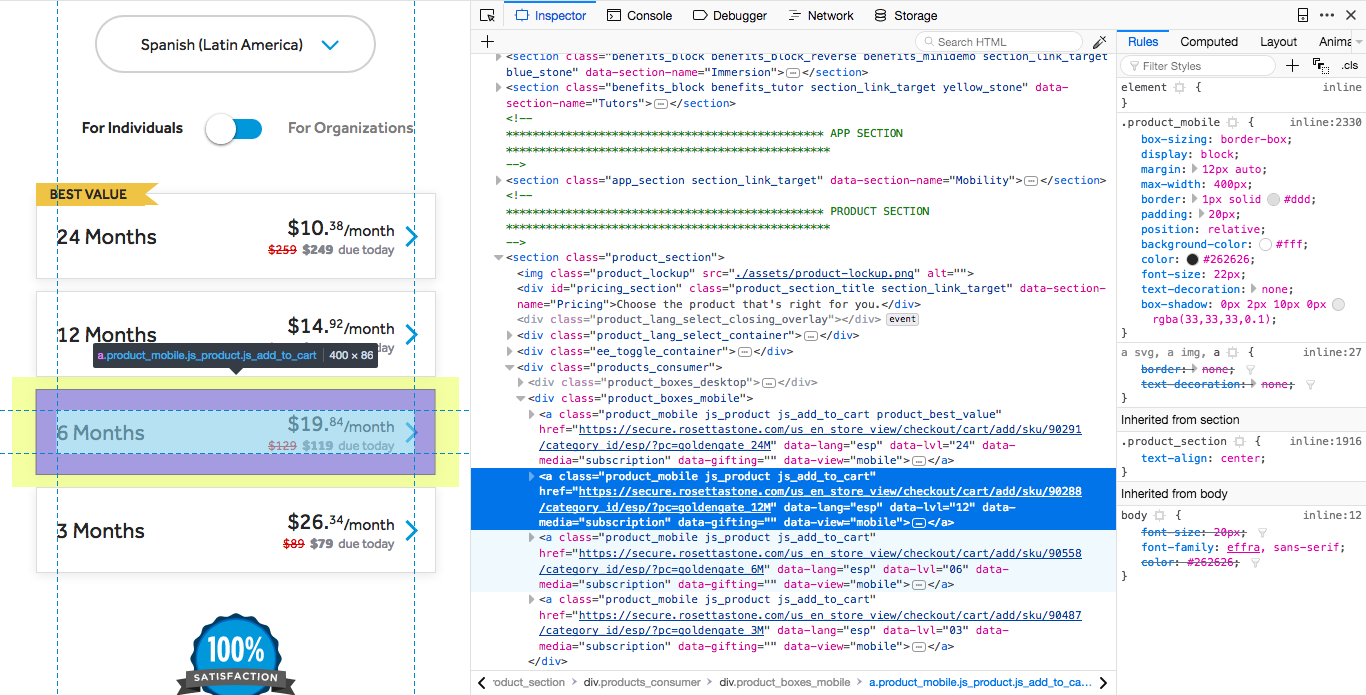 Spanish (Latin America)
For Individuals
For Organizations
BEST VALUE
24 Months
$10.38/month
$259 $249 due today
12 Months
$14.92/month
day
a.product_mobile.js_product.js_add_to_cart | 400 × 86
6 Months
$19.84/month
$129 $119 due today
3 Months
$26.34/month
$89 $79 due today
100%
SATISFACTION
Inspector
Console
Debugger
Network
Storage
Search HTML
<section class="benefits_block benefits_block_reverse benefits_minidemo section_link_target
blue_stone" data-section-name="Immersion"></section>
<section class="benefits_block benefits_tutor section_link_target yellow_stone" data-
section-name="Tutors"></section>
<!--
************************************************* APP SECTION
**************************************************
-->
<section class="app_section section_link_target" data-section-name="Mobility"></section>
<!--
************************************************* PRODUCT SECTION
**************************************************
-->
<section class="product_section">
<img class="product_lockup" src="./assets/product-lockup.png" alt="">
<div id="pricing_section" class="product_section_title section_link_target" data-section-
name="Pricing">Choose the product that's right for you.</div>
<div class="product_lang_select_closing_overlay"></div> event
<div class="product_lang_select_container"></div>
<div class="ee_toggle_container"></div>
<div class="products_consumer">
<div class="product_boxes_desktop"></div>
<div class="product_boxes_mobile">
<a class="product_mobile js_product js_add_to_cart product_best_value"
href="https://secure.rosettastone.com/us_en_store_view/checkout/cart/add/sku/90291
/category_id/esp/?pc=goldengate_24M" data-lang="esp" data-lvl="24" data-
media="subscription" data-gifting="" data-view="mobile"></a>
<a class="product_mobile js_product js_add_to_cart"
href="https://secure.rosettastone.com/us_en_store_view/checkout/cart/add/sku/90288
/category_id/esp/?pc=goldengate_12M" data-lang="esp" data-lvl="12" data-
media="subscription" data-gifting="" data-view="mobile"></a>
<a class="product_mobile js_product js_add_to_cart"
href="https://secure.rosettastone.com/us_en_store_view/checkout/cart/add/sku/90558
/category_id/esp/?pc=goldengate_6M" data-lang="esp" data-lvl="06" data-
media="subscription" data-gifting="" data-view="mobile"></a>
<a class="product_mobile js_product js_add_to_cart"
href="https://secure.rosettastone.com/us_en_store_view/checkout/cart/add/sku/90487
/category_id/esp/?pc=goldengate_3M" data-lang="esp" data-lvl="03" data-
media="subscription" data-gifting="" data-view="mobile"></a>
</div>
roduct_section > div.products_consumer > div.product_boxes_mobile > a.product_mobile.js_product.js_add_to_ca…
Rules
Computed
Layout
Anima
Filter Styles
.cls
element { inline
}
.product_mobile { inline:2330
box-sizing: border-box;
display: block;
margin: 12px auto;
max-width: 400px;
border: 1px solid #ddd;
padding: 20px;
position: relative;
background-color: #fff;
color: #262626;
font-size: 22px;
text-decoration: none;
box-shadow: 0px 2px 10px 0px
rgba(33,33,33,0.1);
}
a svg, a img, a { inline:27
border: none;
text-decoration: none;
}
Inherited from section
.product_section { inline:1916
text-align: center;
}
Inherited from body
body { inline:12
font-size: 20px;
font-family: effra, sans-serif;
color: #262626;
}